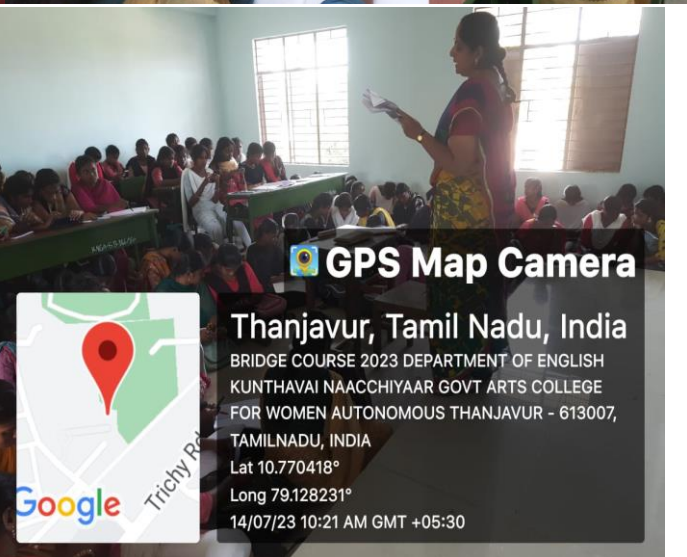 GPS Map Camera
Thanjavur, Tamil Nadu, India
BRIDGE COURSE 2023 DEPARTMENT OF ENGLISH
KUNTHAVAI NAACCHIYAAR GOVT ARTS COLLEGE
FOR WOMEN AUTONOMOUS THANJAVUR - 613007,
TAMILNADU, INDIA
Lat 10.770418°
Long 79.128231°
14/07/23 10:21 AM GMT +05:30
Google
Trichy Rd